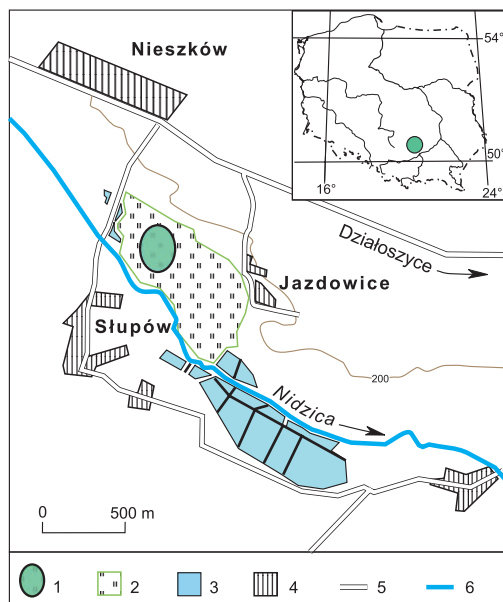 Nieszków
54°
50°
16°
24°
Działoszyce
Jazdowice
Słupów
200
Nidzica
0 500 m
1 2 3 4 5 6